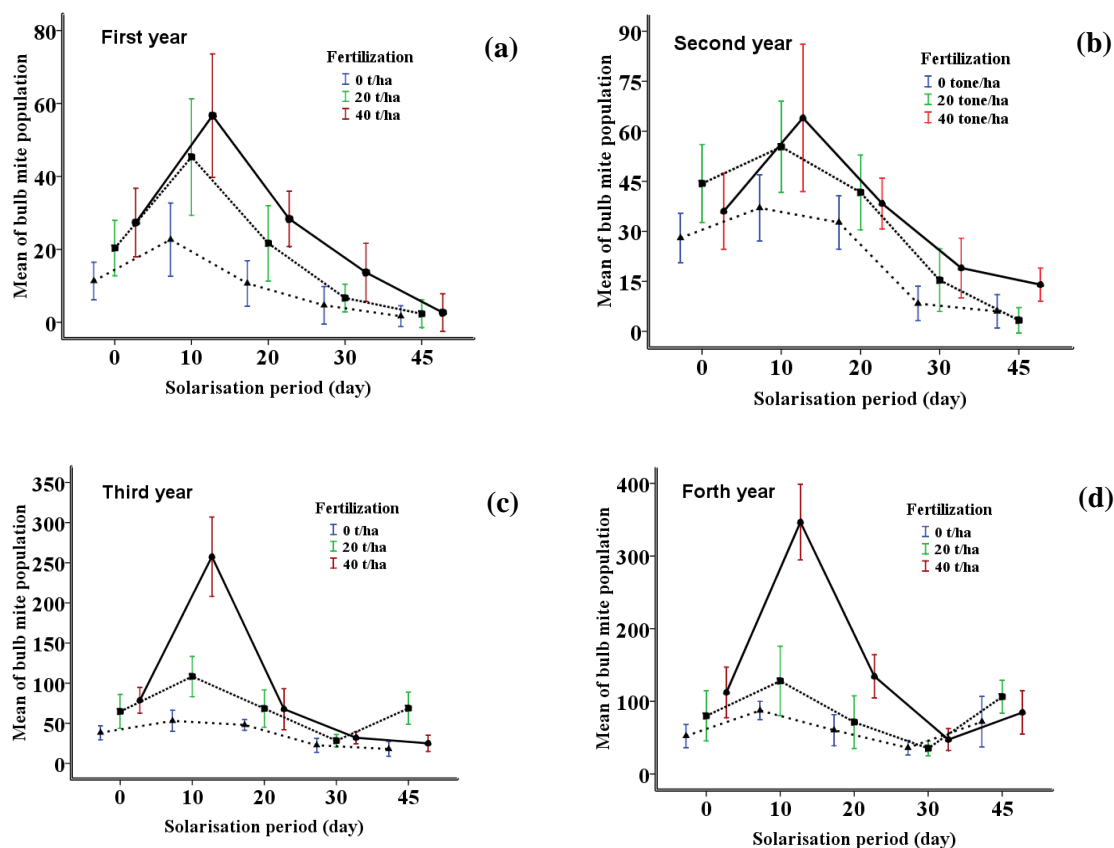 First year
(a)
Fertilization
0 t/ha
20 t/ha
40 t/ha
Mean of bulb mite population
80
60
40
20
0
0 10 20 30 45
Solarisation period (day)
Second year
(b)
Fertilization
0 tone/ha
20 tone/ha
40 tone/ha
Mean of bulb mite population
90
75
60
45
30
15
0
0 10 20 30 45
Solarisation period (day)
Third year
(c)
Fertilization
0 t/ha
20 t/ha
40 t/ha
Mean of bulb mite population
350
300
250
200
150
100
50
0
0 10 20 30 45
Solarisation period (day)
Forth year
(d)
Fertilization
0 t/ha
20 t/ha
40 t/ha
Mean of bulb mite population
400
300
200
100
0
0 10 20 30 45
Solarisation period (day)